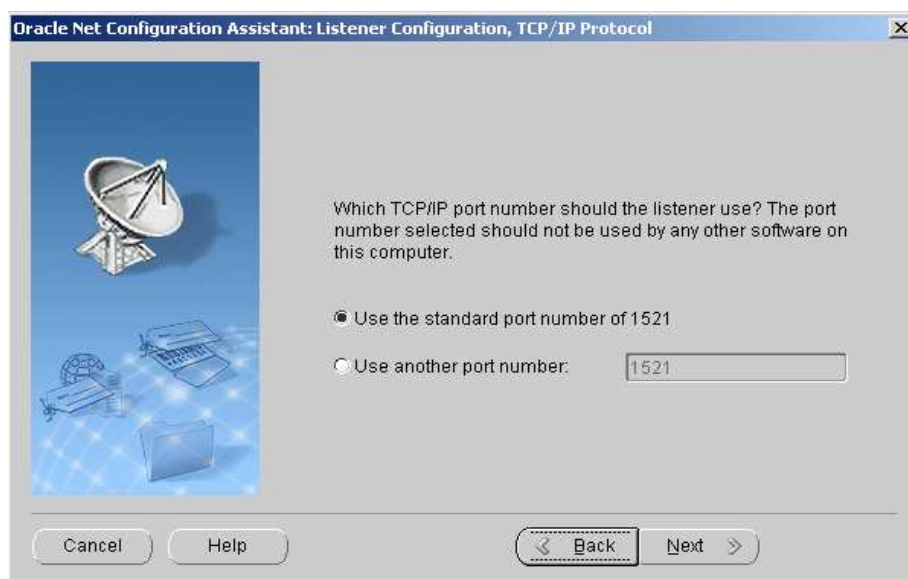 Oracle Net Configuration Assistant: Listener Configuration, TCP/IP Protocol
Which TCP/IP port number should the listener use? The port
number selected should not be used by any other software on
this computer.
Use the standard port number of 1521
Use another port number:
1521
Cancel
Help
Back
Next